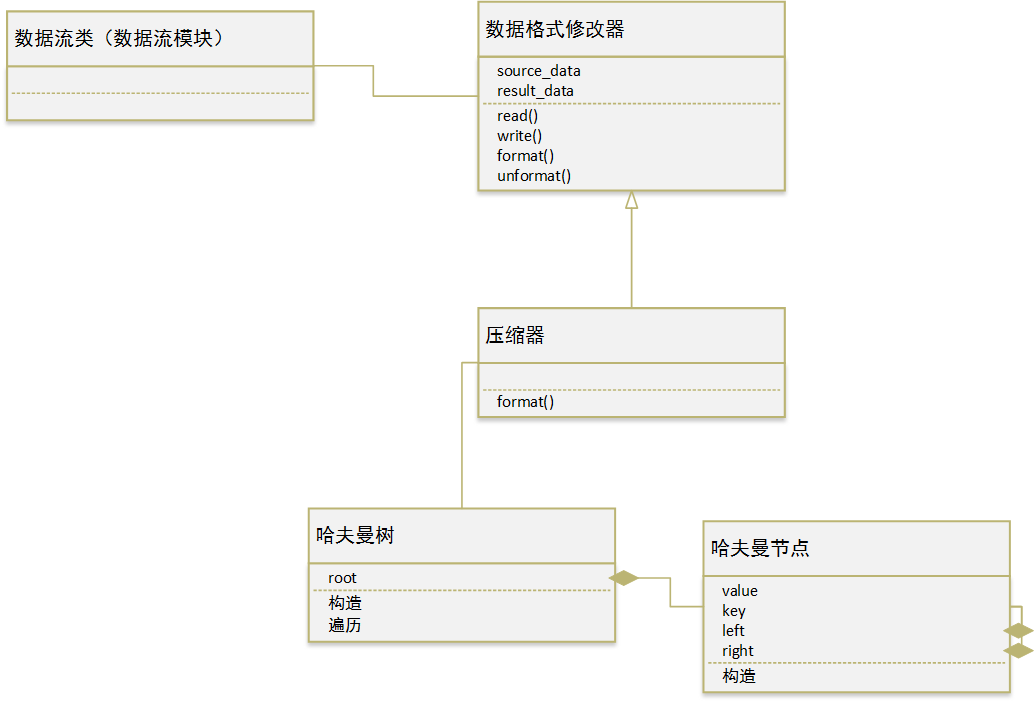 数据流类（数据流模块）
数据格式修改器
source_data
result_data
read()
write()
format()
unformat()
压缩器
format()
哈夫曼树
root
构造
遍历
哈夫曼节点
value
key
left
right
构造